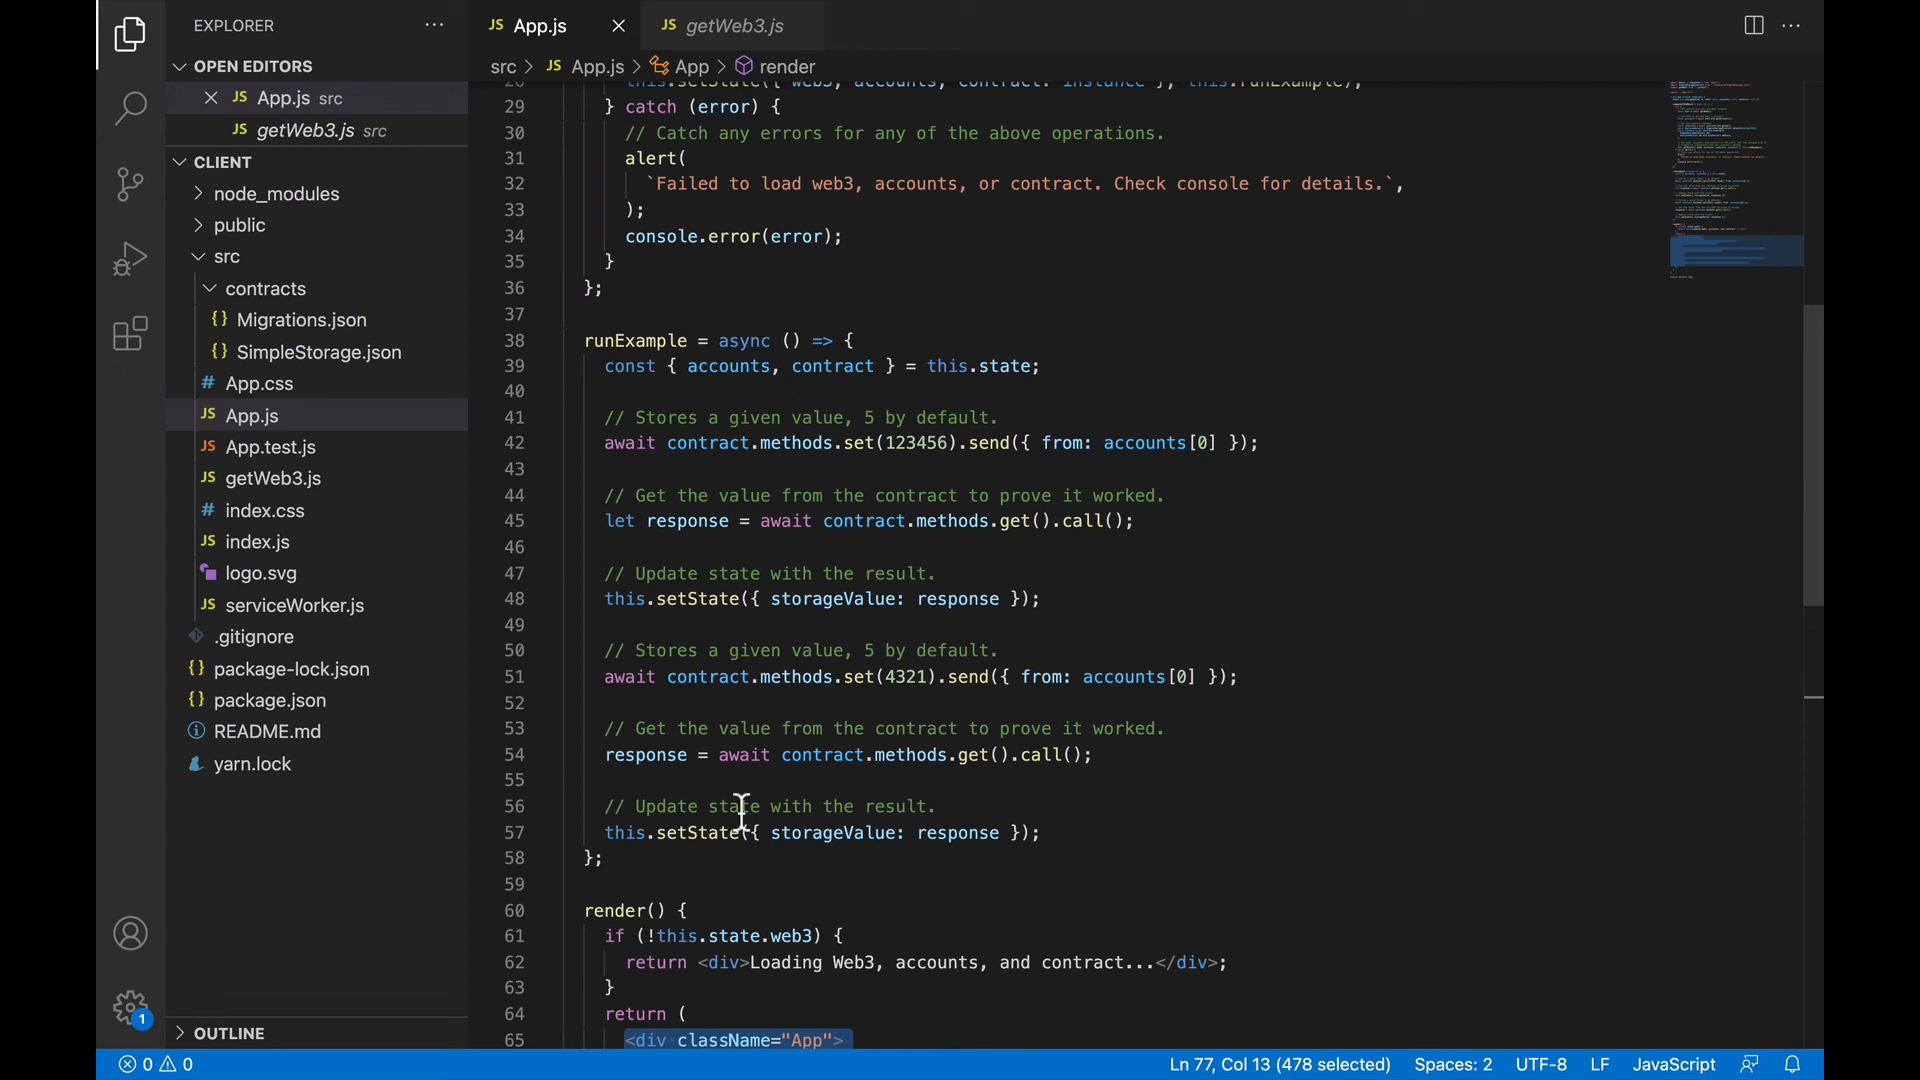 EXPLORER
OPEN EDITORS
App.js src
getWeb3.js src
CLIENT
node_modules
public
src
contracts
Migrations.json
SimpleStorage.json
App.css
App.js
App.test.js
getWeb3.js
index.css
index.js
logo.svg
serviceWorker.js
.gitignore
package-lock.json
package.json
README.md
yarn.lock
OUTLINE
1
JS App.js
JS getWeb3.js
src > JS App.js > App > render
28 this.setState({ web3, accounts, contract: instance }, this.runExample);
29 } catch (error) {
30 // Catch any errors for any of the above operations.
31 alert(
32 `Failed to load web3, accounts, or contract. Check console for details.`,
33 );
34 console.error(error);
35 }
36 };
37
38 runExample = async () => {
39 const { accounts, contract } = this.state;
40
41 // Stores a given value, 5 by default.
42 await contract.methods.set(123456).send({ from: accounts[0] });
43
44 // Get the value from the contract to prove it worked.
45 let response = await contract.methods.get().call();
46
47 // Update state with the result.
48 this.setState({ storageValue: response });
49
50 // Stores a given value, 5 by default.
51 await contract.methods.set(4321).send({ from: accounts[0] });
52
53 // Get the value from the contract to prove it worked.
54 response = await contract.methods.get().call();
55
56 // Update state with the result.
57 this.setState({ storageValue: response });
58 };
59
60 render() {
61 if (!this.state.web3) {
62 return <div>Loading Web3, accounts, and contract...</div>;
63 }
64 return (
65 <div className="App">
0 0
Ln 77, Col 13 (478 selected) Spaces: 2 UTF-8 LF JavaScript